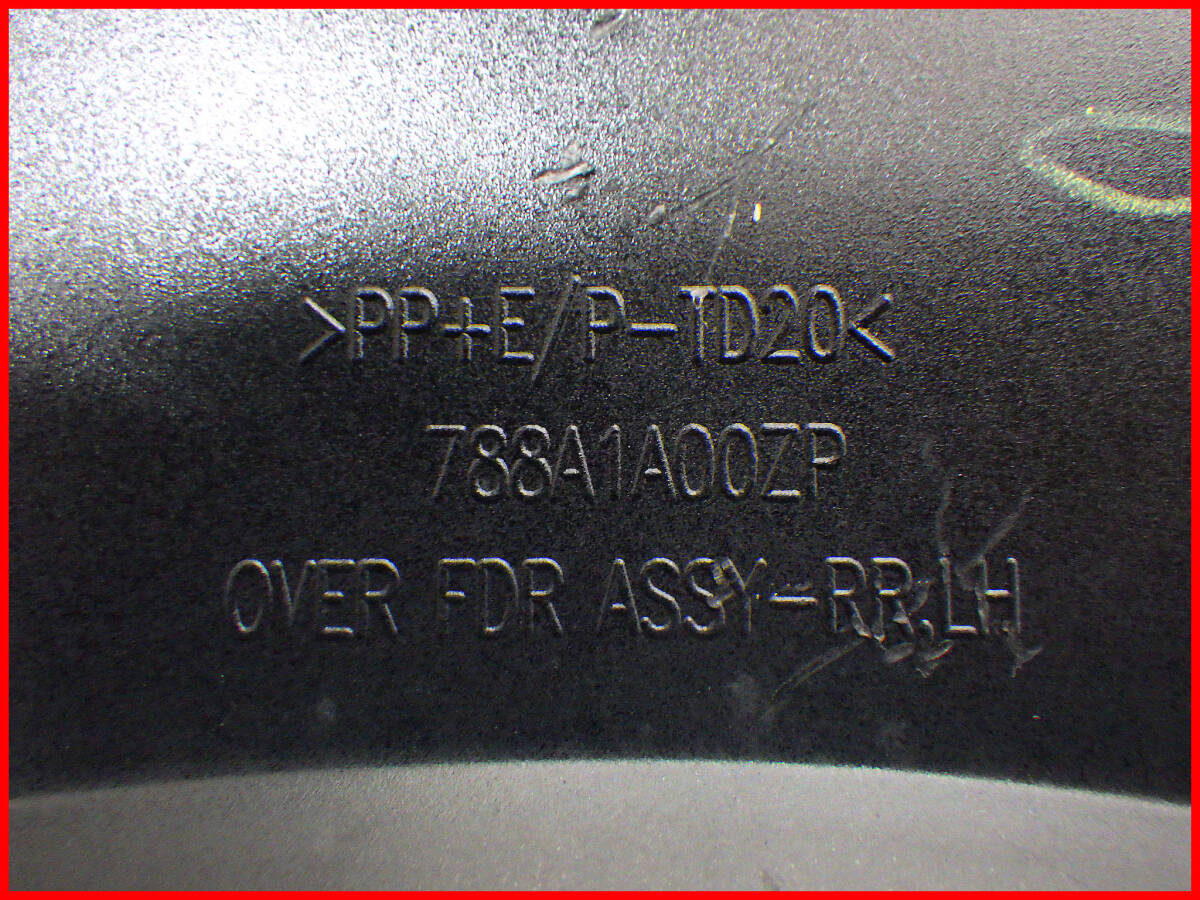 >PP+E/P-TD20<
788A1A00ZP
OVER FDR ASSY-RR,LH